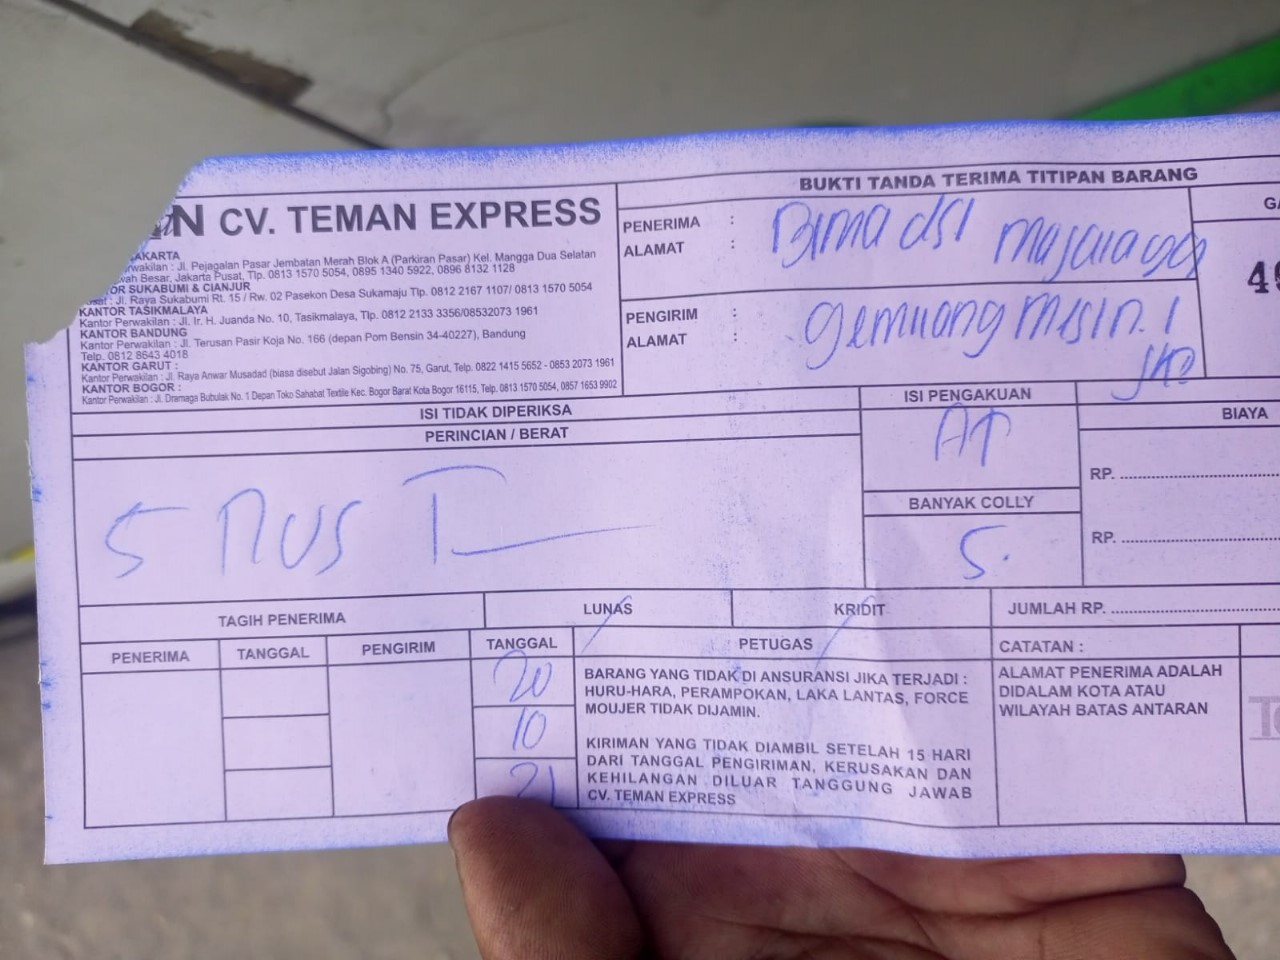 N CV. TEMAN EXPRESS
AKARTA
rwakilan : Jl. Pejagalan Pasar Jembatan Merah Blok A (Parkiran Pasar) Kel. Mangga Dua Selatan
wah Besar, Jakarta Pusat, Tlp. 0813 1570 5054, 0895 1340 5922, 0896 8132 1128
OR SUKABUMI & CIANJUR
usat : Jl. Raya Sukabumi Rt. 15 / Rw. 02 Pasekon Desa Sukamaju Tlp. 0812 2167 1107/ 0813 1570 5054
KANTOR TASIKMALAYA
Kantor Perwakilan : Jl. Ir. H. Juanda No. 10, Tasikmalaya, Tlp. 0812 2133 3356/08532073 1961
KANTOR BANDUNG
Kantor Perwakilan : Jl. Terusan Pasir Koja No. 166 (depan Pom Bensin 34-40227), Bandung
Telp. 0812 8643 4018
KANTOR GARUT :
Kantor Perwakilan : Jl. Raya Anwar Musadad (biasa disebut Jalan Sigobing) No. 75, Garut, Telp. 0822 1415 5652 - 0853 2073 1961
KANTOR BOGOR :
Kantor Perwakilan : Jl. Dramaga Bubulak No. 1 Depan Toko Sahabat Textile Kec. Bogor Barat Kota Bogor 16115, Telp. 0813 1570 5054, 0857 1653 9902
BUKTI TANDA TERIMA TITIPAN BARANG
PENERIMA :
ALAMAT :
Bima
PENGIRIM :
ALAMAT :
misin. 1
JKD
GA
49
ISI TIDAK DIPERIKSA
PERINCIAN / BERAT
5
ISI PENGAKUAN
BANYAK COLLY
5.
BIAYA
RP.
RP.
TAGIH PENERIMA
LUNAS
KRIDIT
JUMLAH RP.
PENERIMA
TANGGAL
PENGIRIM
TANGGAL
20
10
21
PETUGAS
BARANG YANG TIDAK DI ANSURANSI JIKA TERJADI :
HURU-HARA, PERAMPOKAN, LAKA LANTAS, FORCE
MOUJER TIDAK DIJAMIN.
KIRIMAN YANG TIDAK DIAMBIL SETELAH 15 HARI
DARI TANGGAL PENGIRIMAN, KERUSAKAN DAN
KEHILANGAN DILUAR TANGGUNG JAWAB
CV. TEMAN EXPRESS
CATATAN :
ALAMAT PENERIMA ADALAH
DIDALAM KOTA ATAU
WILAYAH BATAS ANTARAN